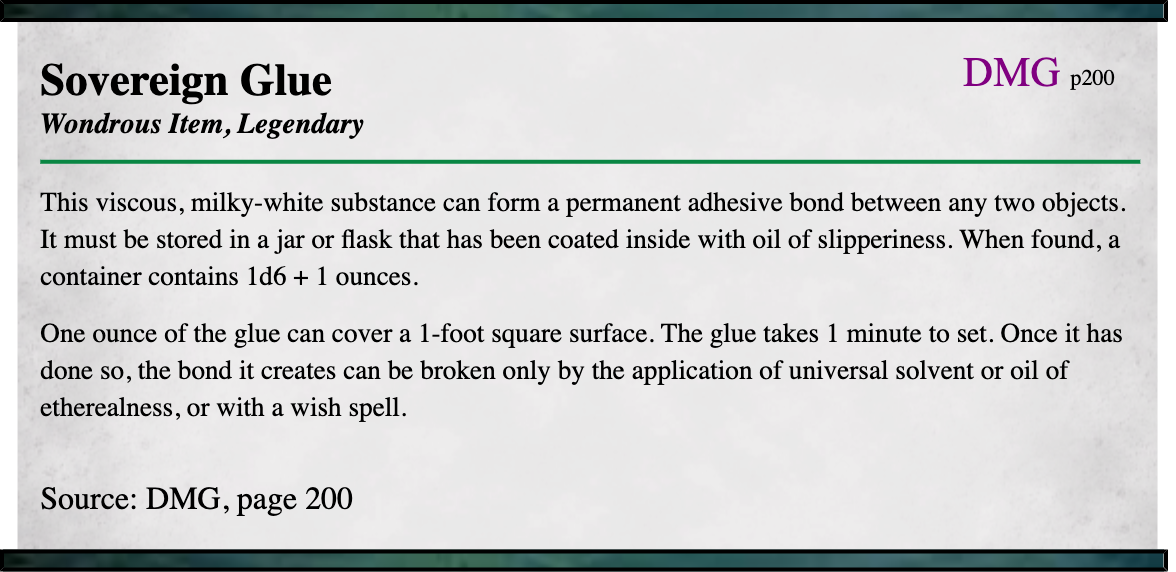 Sovereign Glue
DMG p200
Wondrous Item, Legendary
This viscous, milky-white substance can form a permanent adhesive bond between any two objects.
It must be stored in a jar or flask that has been coated inside with oil of slipperiness. When found, a
container contains 1d6 + 1 ounces.
One ounce of the glue can cover a 1-foot square surface. The glue takes 1 minute to set. Once it has
done so, the bond it creates can be broken only by the application of universal solvent or oil of
etherealness, or with a wish spell.
Source: DMG, page 200